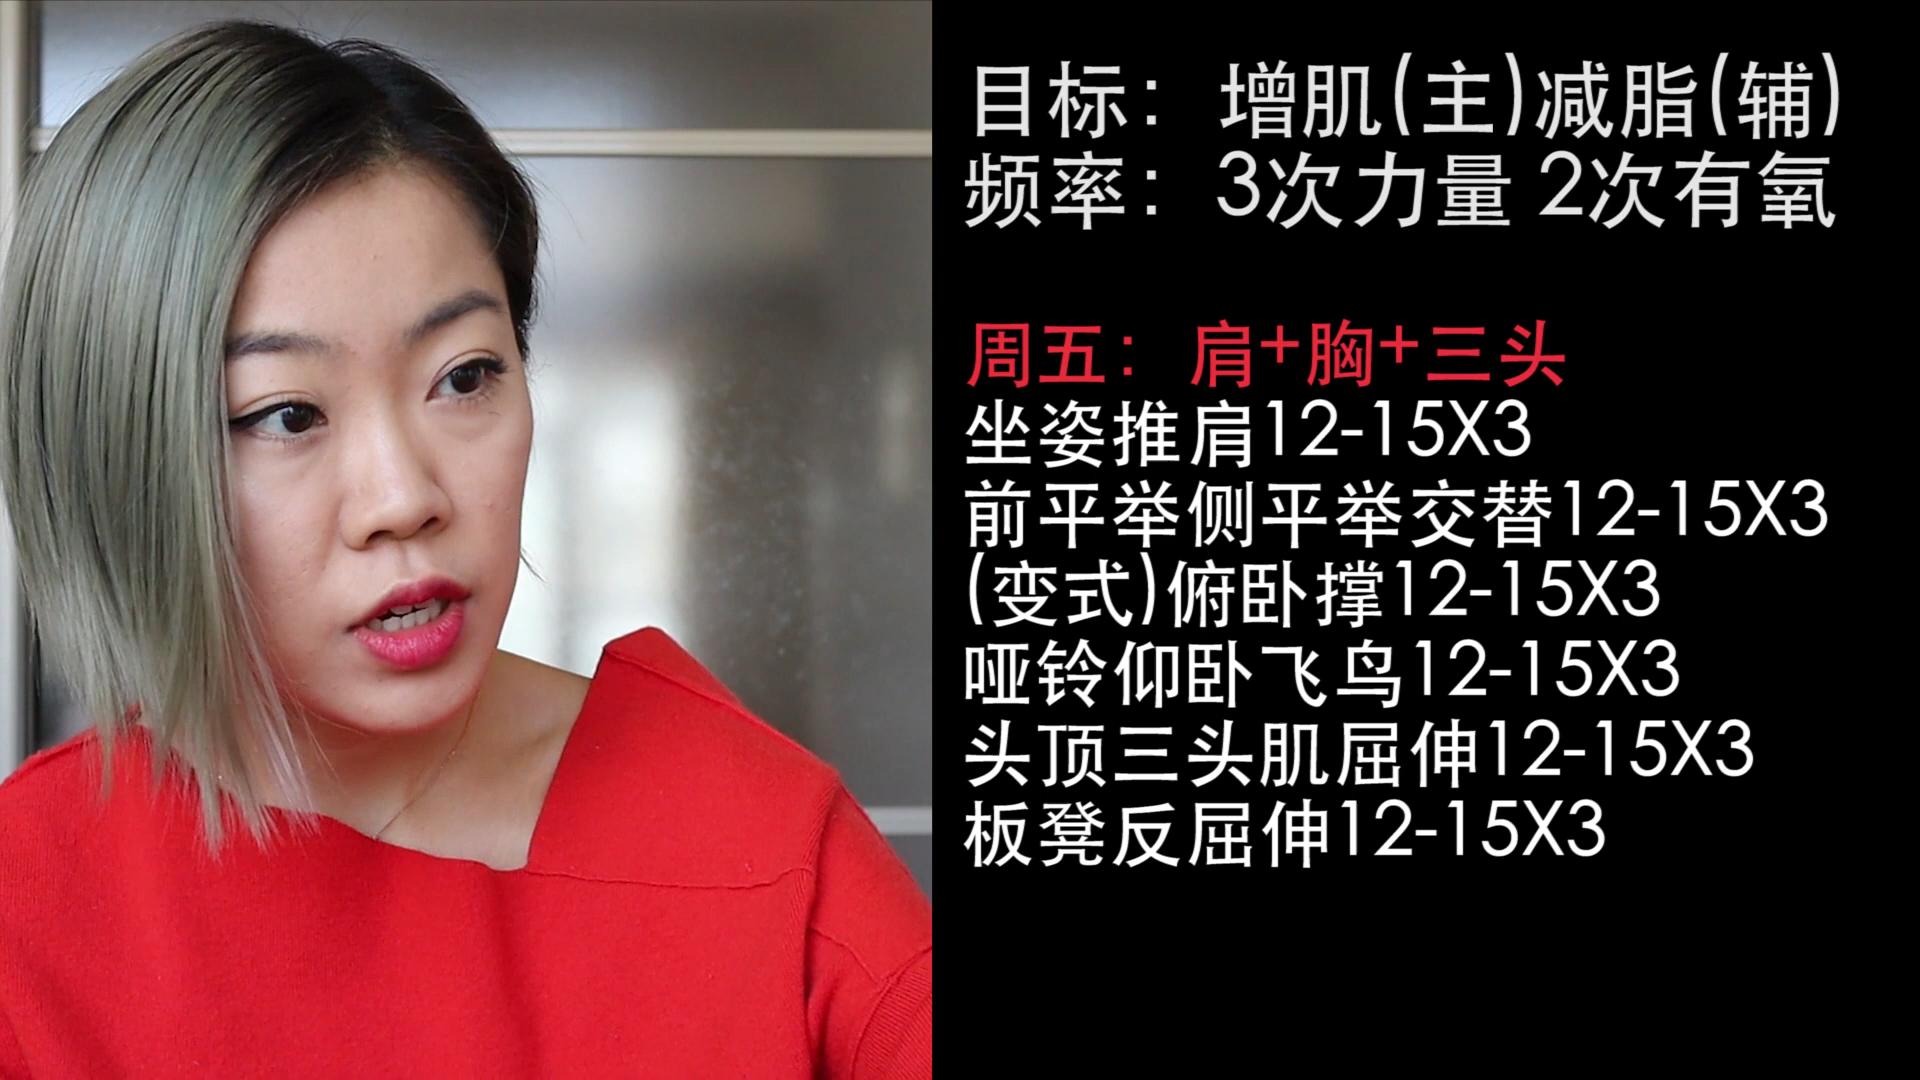 目标：增肌(主)减脂(辅)
频率：3次力量 2次有氧
周五：肩+胸+三头
坐姿推肩12-15X3
前平举侧平举交替12-15X3
(变式)俯卧撑12-15X3
哑铃仰卧飞鸟12-15X3
头顶三头肌屈伸12-15X3
板凳反屈伸12-15X3